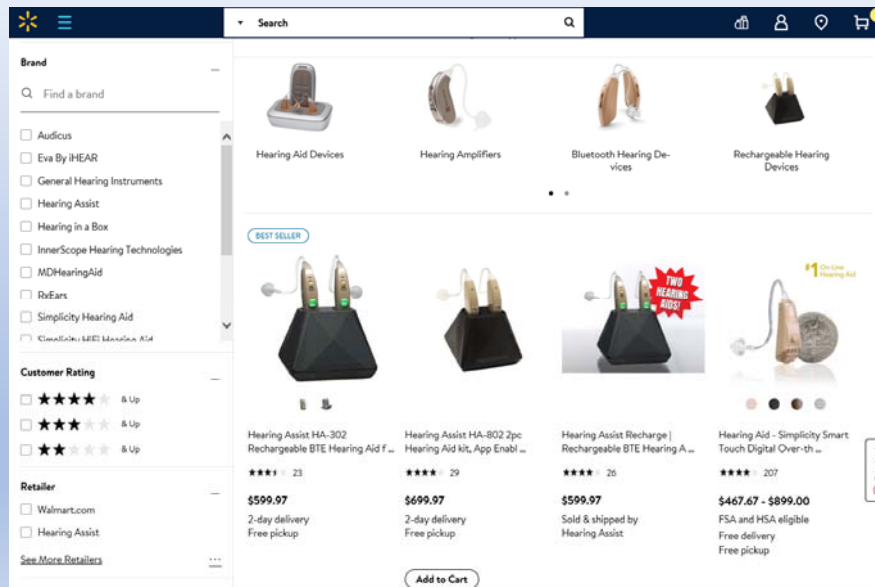 Search
Brand
Find a brand
Audicus
Eva By iHEAR
General Hearing Instruments
Hearing Assist
Hearing in a Box
InnerScope Hearing Technologies
MDHearingAid
RxEars
Simplicity Hearing Aid
Simplicity HiFi Hearing Aid
Customer Rating
& Up
& Up
& Up
Retailer
Walmart.com
Hearing Assist
See More Retailers
Hearing Aid Devices
Hearing Amplifiers
Bluetooth Hearing De-
vices
Rechargeable Hearing
Devices
BEST SELLER
Hearing Assist HA-302
Rechargeable BTE Hearing Aid f...
23
$599.97
2-day delivery
Free pickup
Hearing Assist HA-802 2pc
Hearing Aid kit, App Enabl...
29
$699.97
2-day delivery
Free pickup
Add to Cart
TWO
HEARING
AIDS!
Hearing Assist Recharge |
Rechargeable BTE Hearing A...
26
$599.97
Sold & shipped by
Hearing Assist
#1 On-Line
Hearing Aid
Hearing Aid - Simplicity Smart
Touch Digital Over-th...
207
$467.67 - $899.00
FSA and HSA eligible
Free delivery
Free pickup